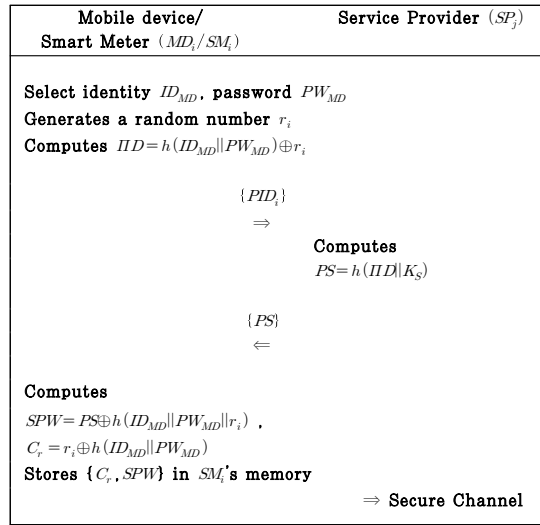 Mobile device/ Service Provider (SP_j)
Smart Meter (MD_i/SM_i)
Select identity ID_MD, password PW_MD
Generates a random number r_i
Computes ΠD=h(ID_MD||PW_MD)⊕r_i
{PID_i}
⇒
Computes
PS=h(ΠD||K_S)
{PS}
⇐
Computes
SPW=PS⊕h(ID_MD||PW_MD||r_i) ,
C_r=r_i⊕h(ID_MD||PW_MD)
Stores {C_r,SPW} in SM_i's memory
⇒ Secure Channel